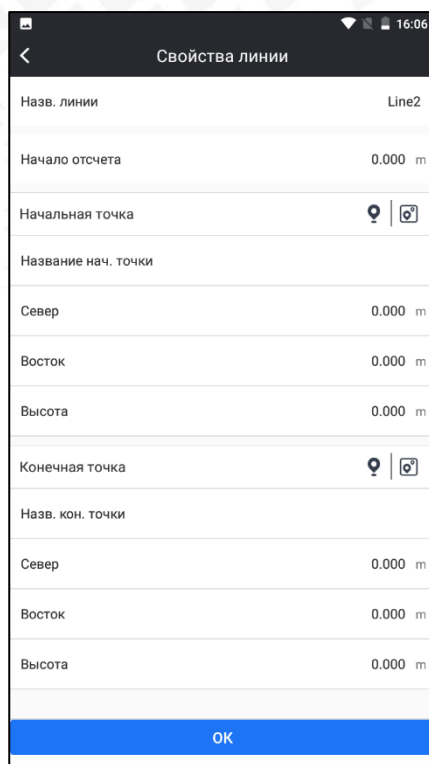 16:06
Свойства линии
Назв. линии Line2
Начало отсчета 0.000 m
Начальная точка
Название нач. точки
Север 0.000 m
Восток 0.000 m
Высота 0.000 m
Конечная точка
Назв. кон. точки
Север 0.000 m
Восток 0.000 m
Высота 0.000 m
ОК